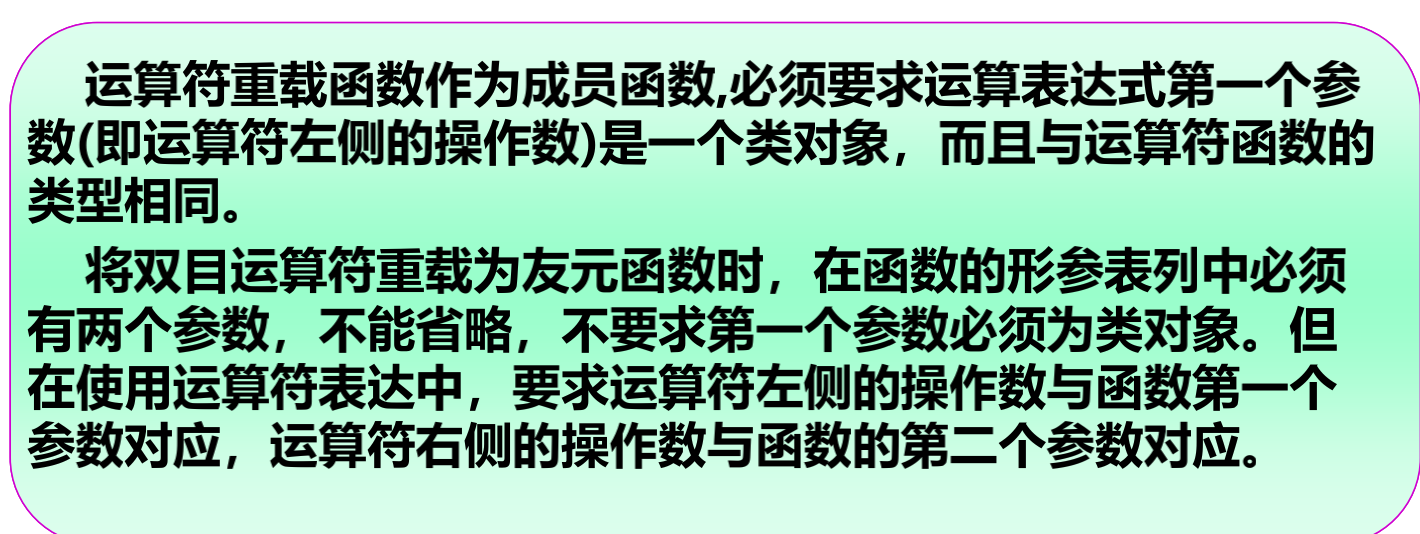 运算符重载函数作为成员函数,必须要求运算表达式第一个参
数(即运算符左侧的操作数)是一个类对象，而且与运算符函数的
类型相同。
将双目运算符重载为友元函数时，在函数的形参表列中必须
有两个参数，不能省略，不要求第一个参数必须为类对象。但
在使用运算符表达中，要求运算符左侧的操作数与函数第一个
参数对应，运算符右侧的操作数与函数的第二个参数对应。